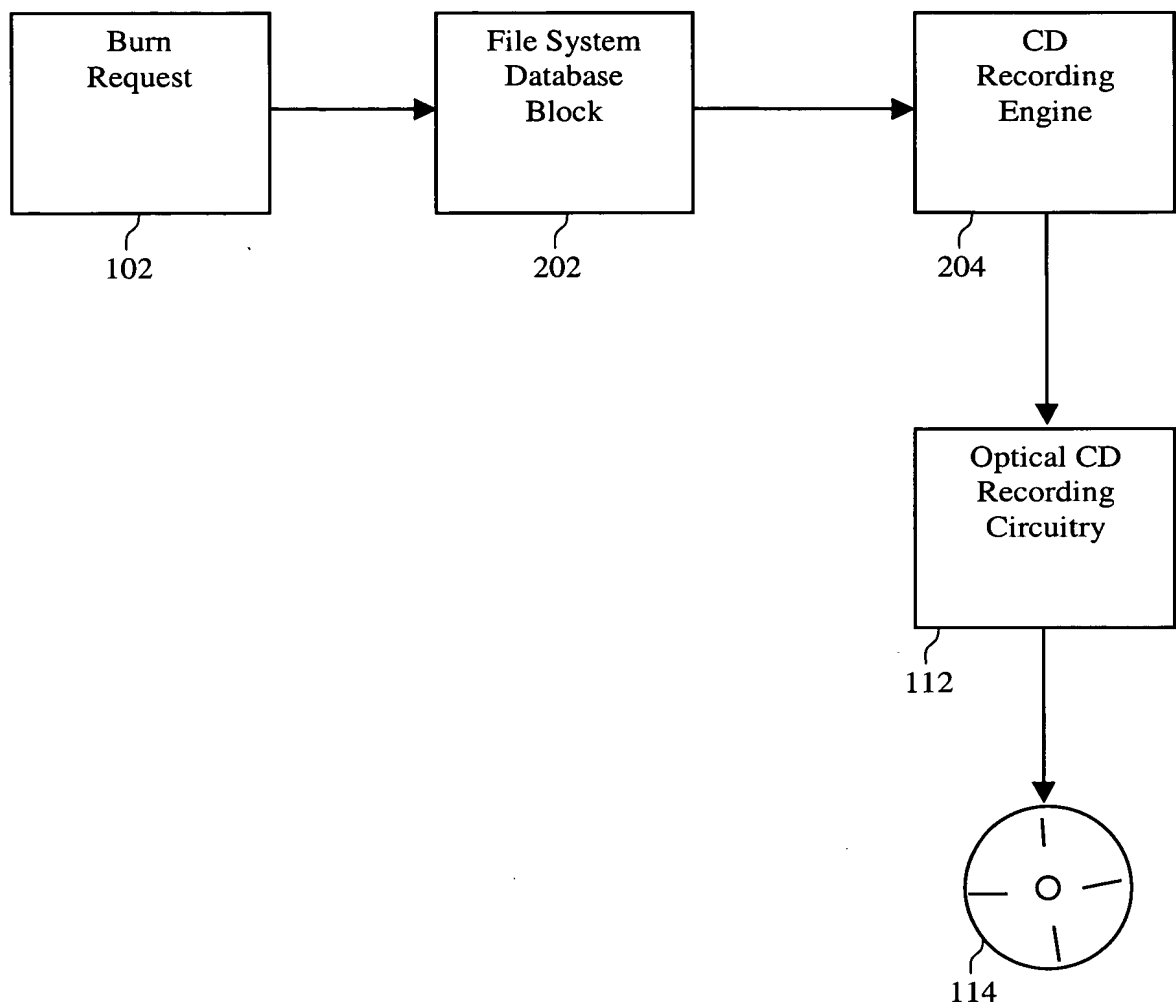 Burn
Request
102
File System
Database
Block
202
CD
Recording
Engine
204
Optical CD
Recording
Circuitry
112
114